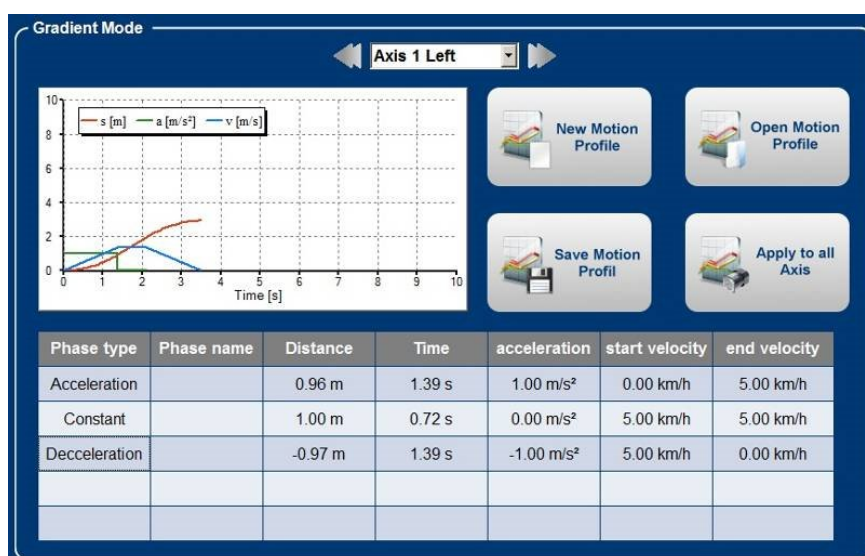 Gradient Mode
Axis 1 Left
10
8
6
4
2
0
s [m] a [m/s²] v [m/s]
0 1 2 3 4 5 6 7 8 9 10
Time [s]
New Motion
Profile
Open Motion
Profile
Save Motion
Profil
Apply to all
Axis
Phase type Phase name Distance Time acceleration start velocity end velocity
Acceleration 0.96 m 1.39 s 1.00 m/s² 0.00 km/h 5.00 km/h
Constant 1.00 m 0.72 s 0.00 m/s² 5.00 km/h 5.00 km/h
Decceleration -0.97 m 1.39 s -1.00 m/s² 5.00 km/h 0.00 km/h